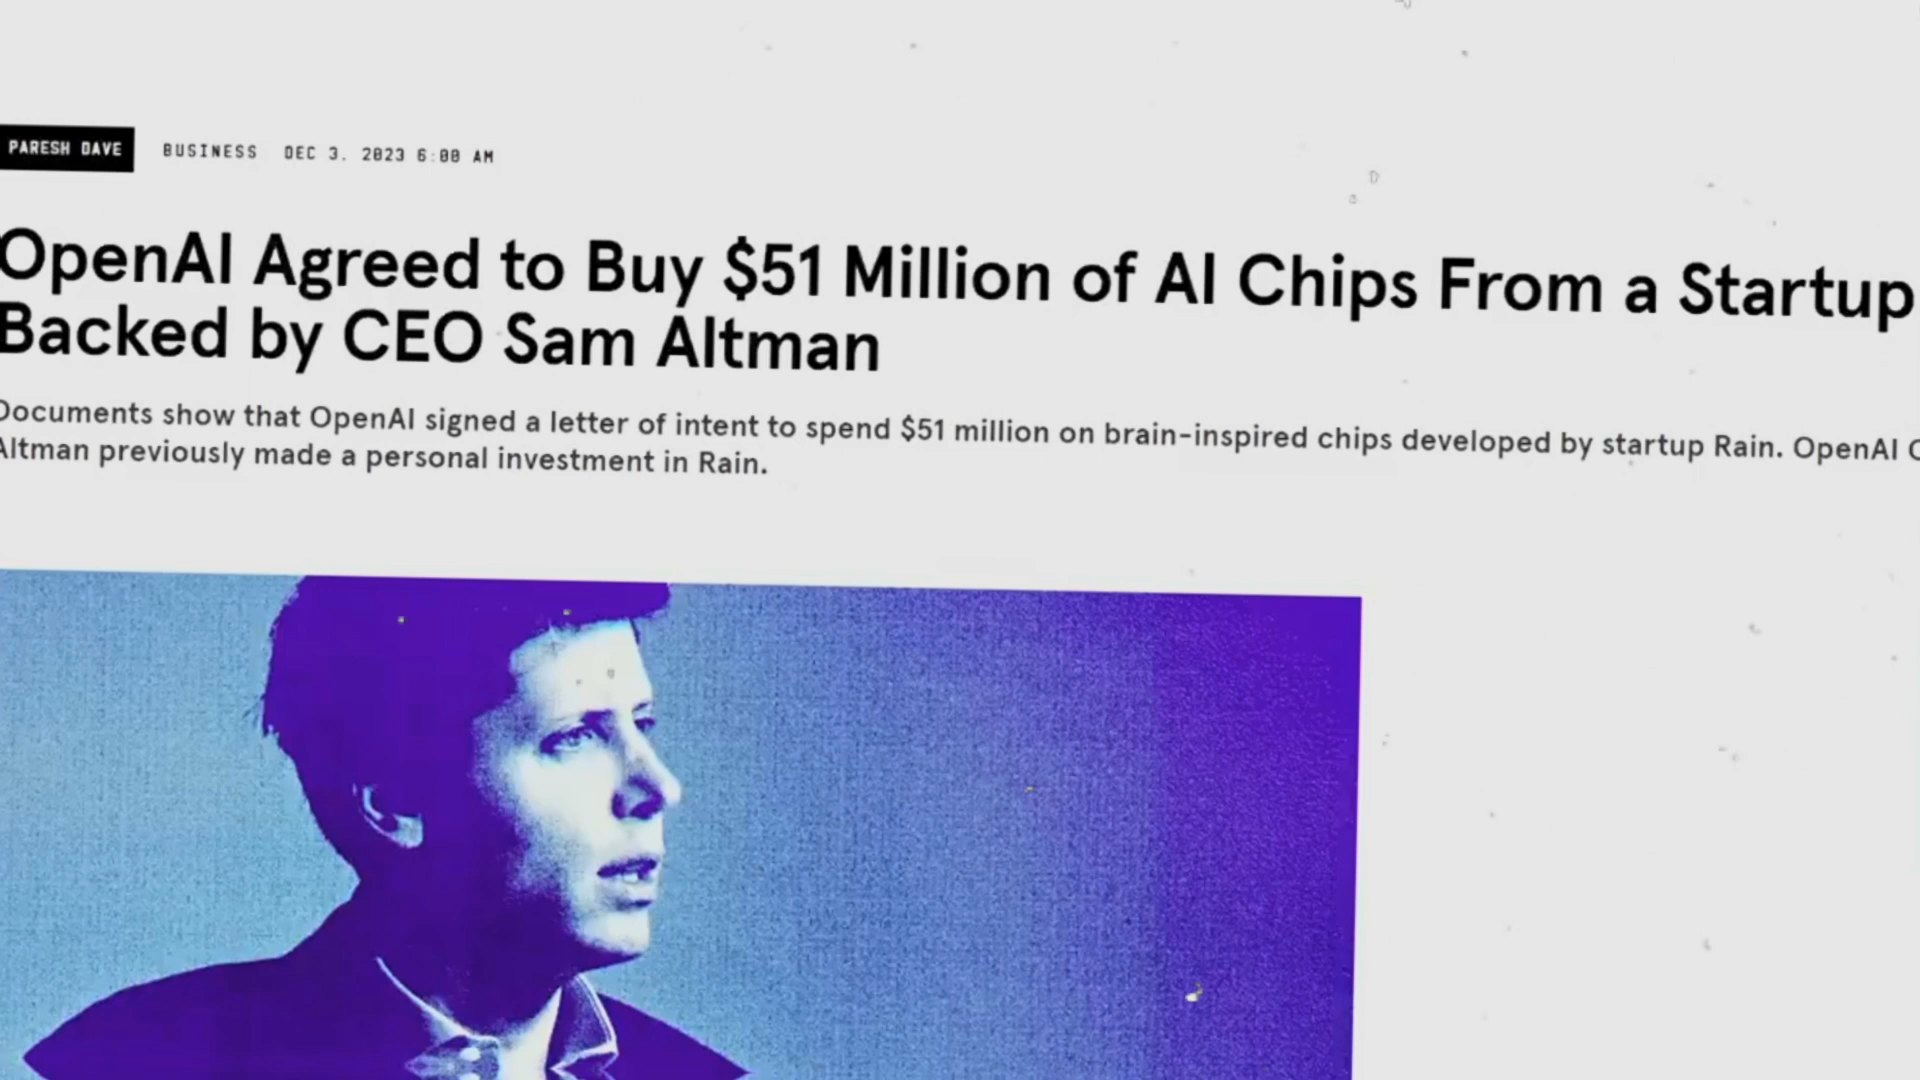 PARESH DAVE BUSINESS DEC 3, 2023 6:00 AM
OpenAI Agreed to Buy $51 Million of AI Chips From a Startup
Backed by CEO Sam Altman
Documents show that OpenAI signed a letter of intent to spend $51 million on brain-inspired chips developed by startup Rain. OpenAI C
Altman previously made a personal investment in Rain.